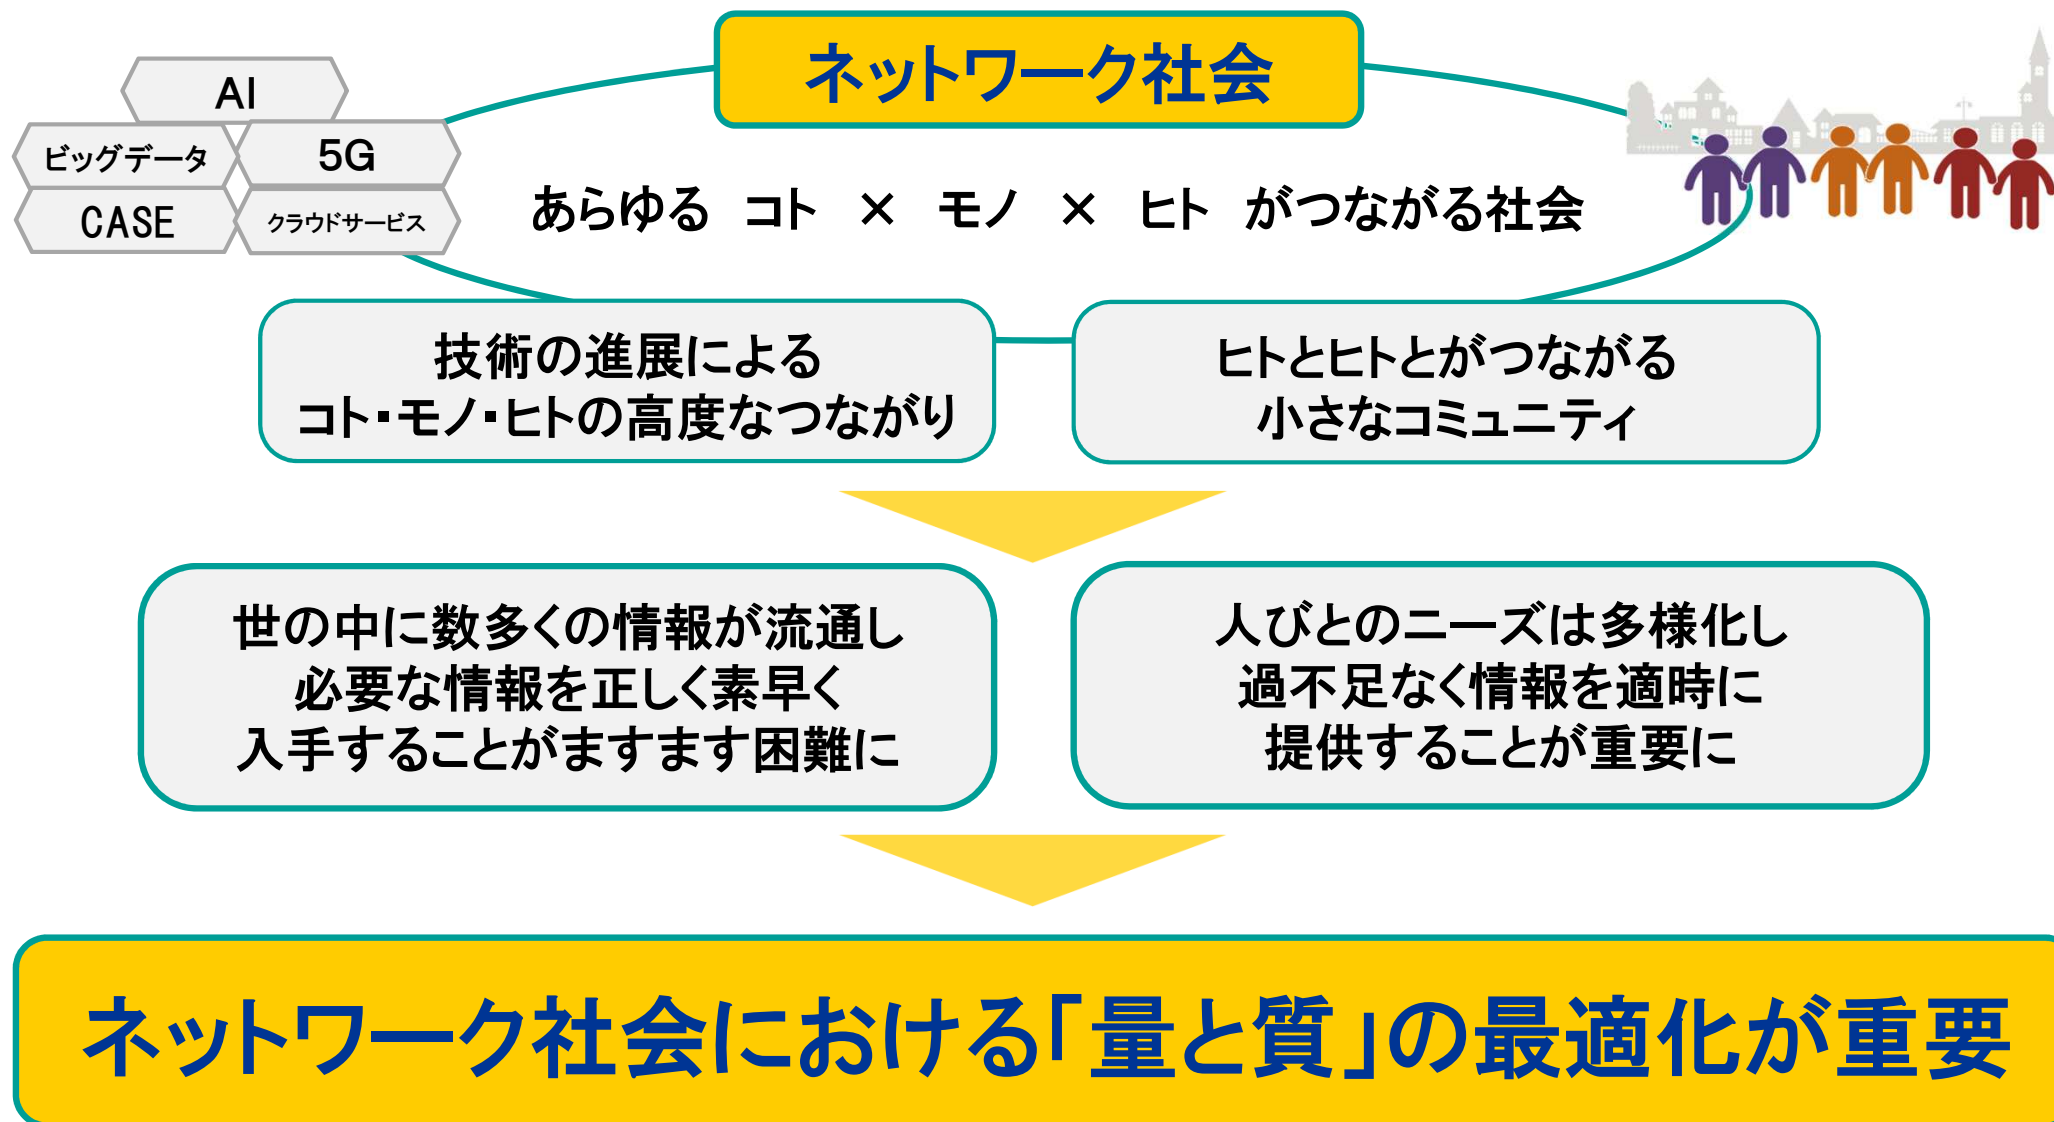 ネットワーク社会
AI
ビッグデータ
5G
CASE
クラウドサービス
あらゆる コト × モノ × ヒト がつながる社会
技術の進展による
コト・モノ・ヒトの高度なつながり
ヒトとヒトとがつながる
小さなコミュニティ
世の中に数多くの情報が流通し
必要な情報を正しく素早く
入手することがますます困難に
人びとのニーズは多様化し
過不足なく情報を適時に
提供することが重要に
ネットワーク社会における「量と質」の最適化が重要